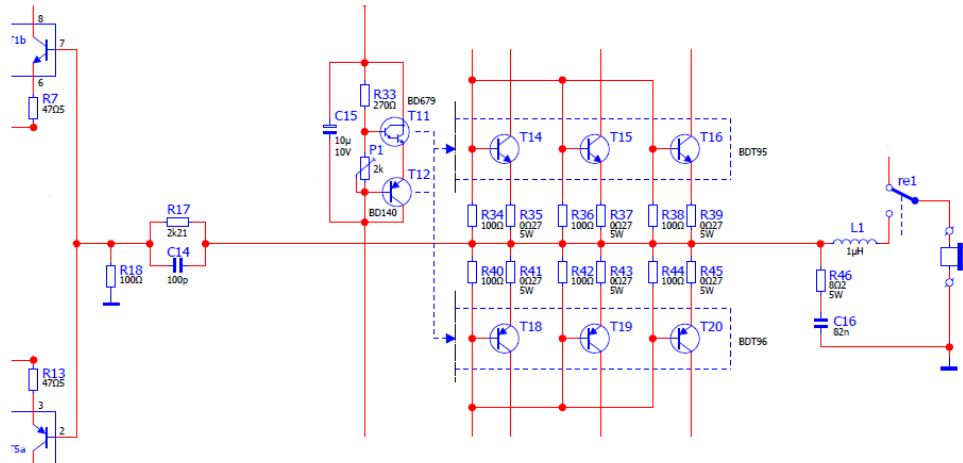 8
T1b
7
6
R7
47Ω5
R33
270Ω
BD679
C15
T11
10µ
10V
P1
2k
T12
BD140
T14
T15
T16
BDT95
re1
R17
2k21
C14
100p
R18
100Ω
R34
100Ω
R35
0Ω27
5W
R36
100Ω
R37
0Ω27
5W
R38
100Ω
R39
0Ω27
5W
L1
1µH
R40
100Ω
R41
0Ω27
5W
R42
100Ω
R43
0Ω27
5W
R44
100Ω
R45
0Ω27
5W
R46
8Ω2
5W
C16
82n
T18
T19
T20
BDT96
R13
47Ω5
3
2
T5a